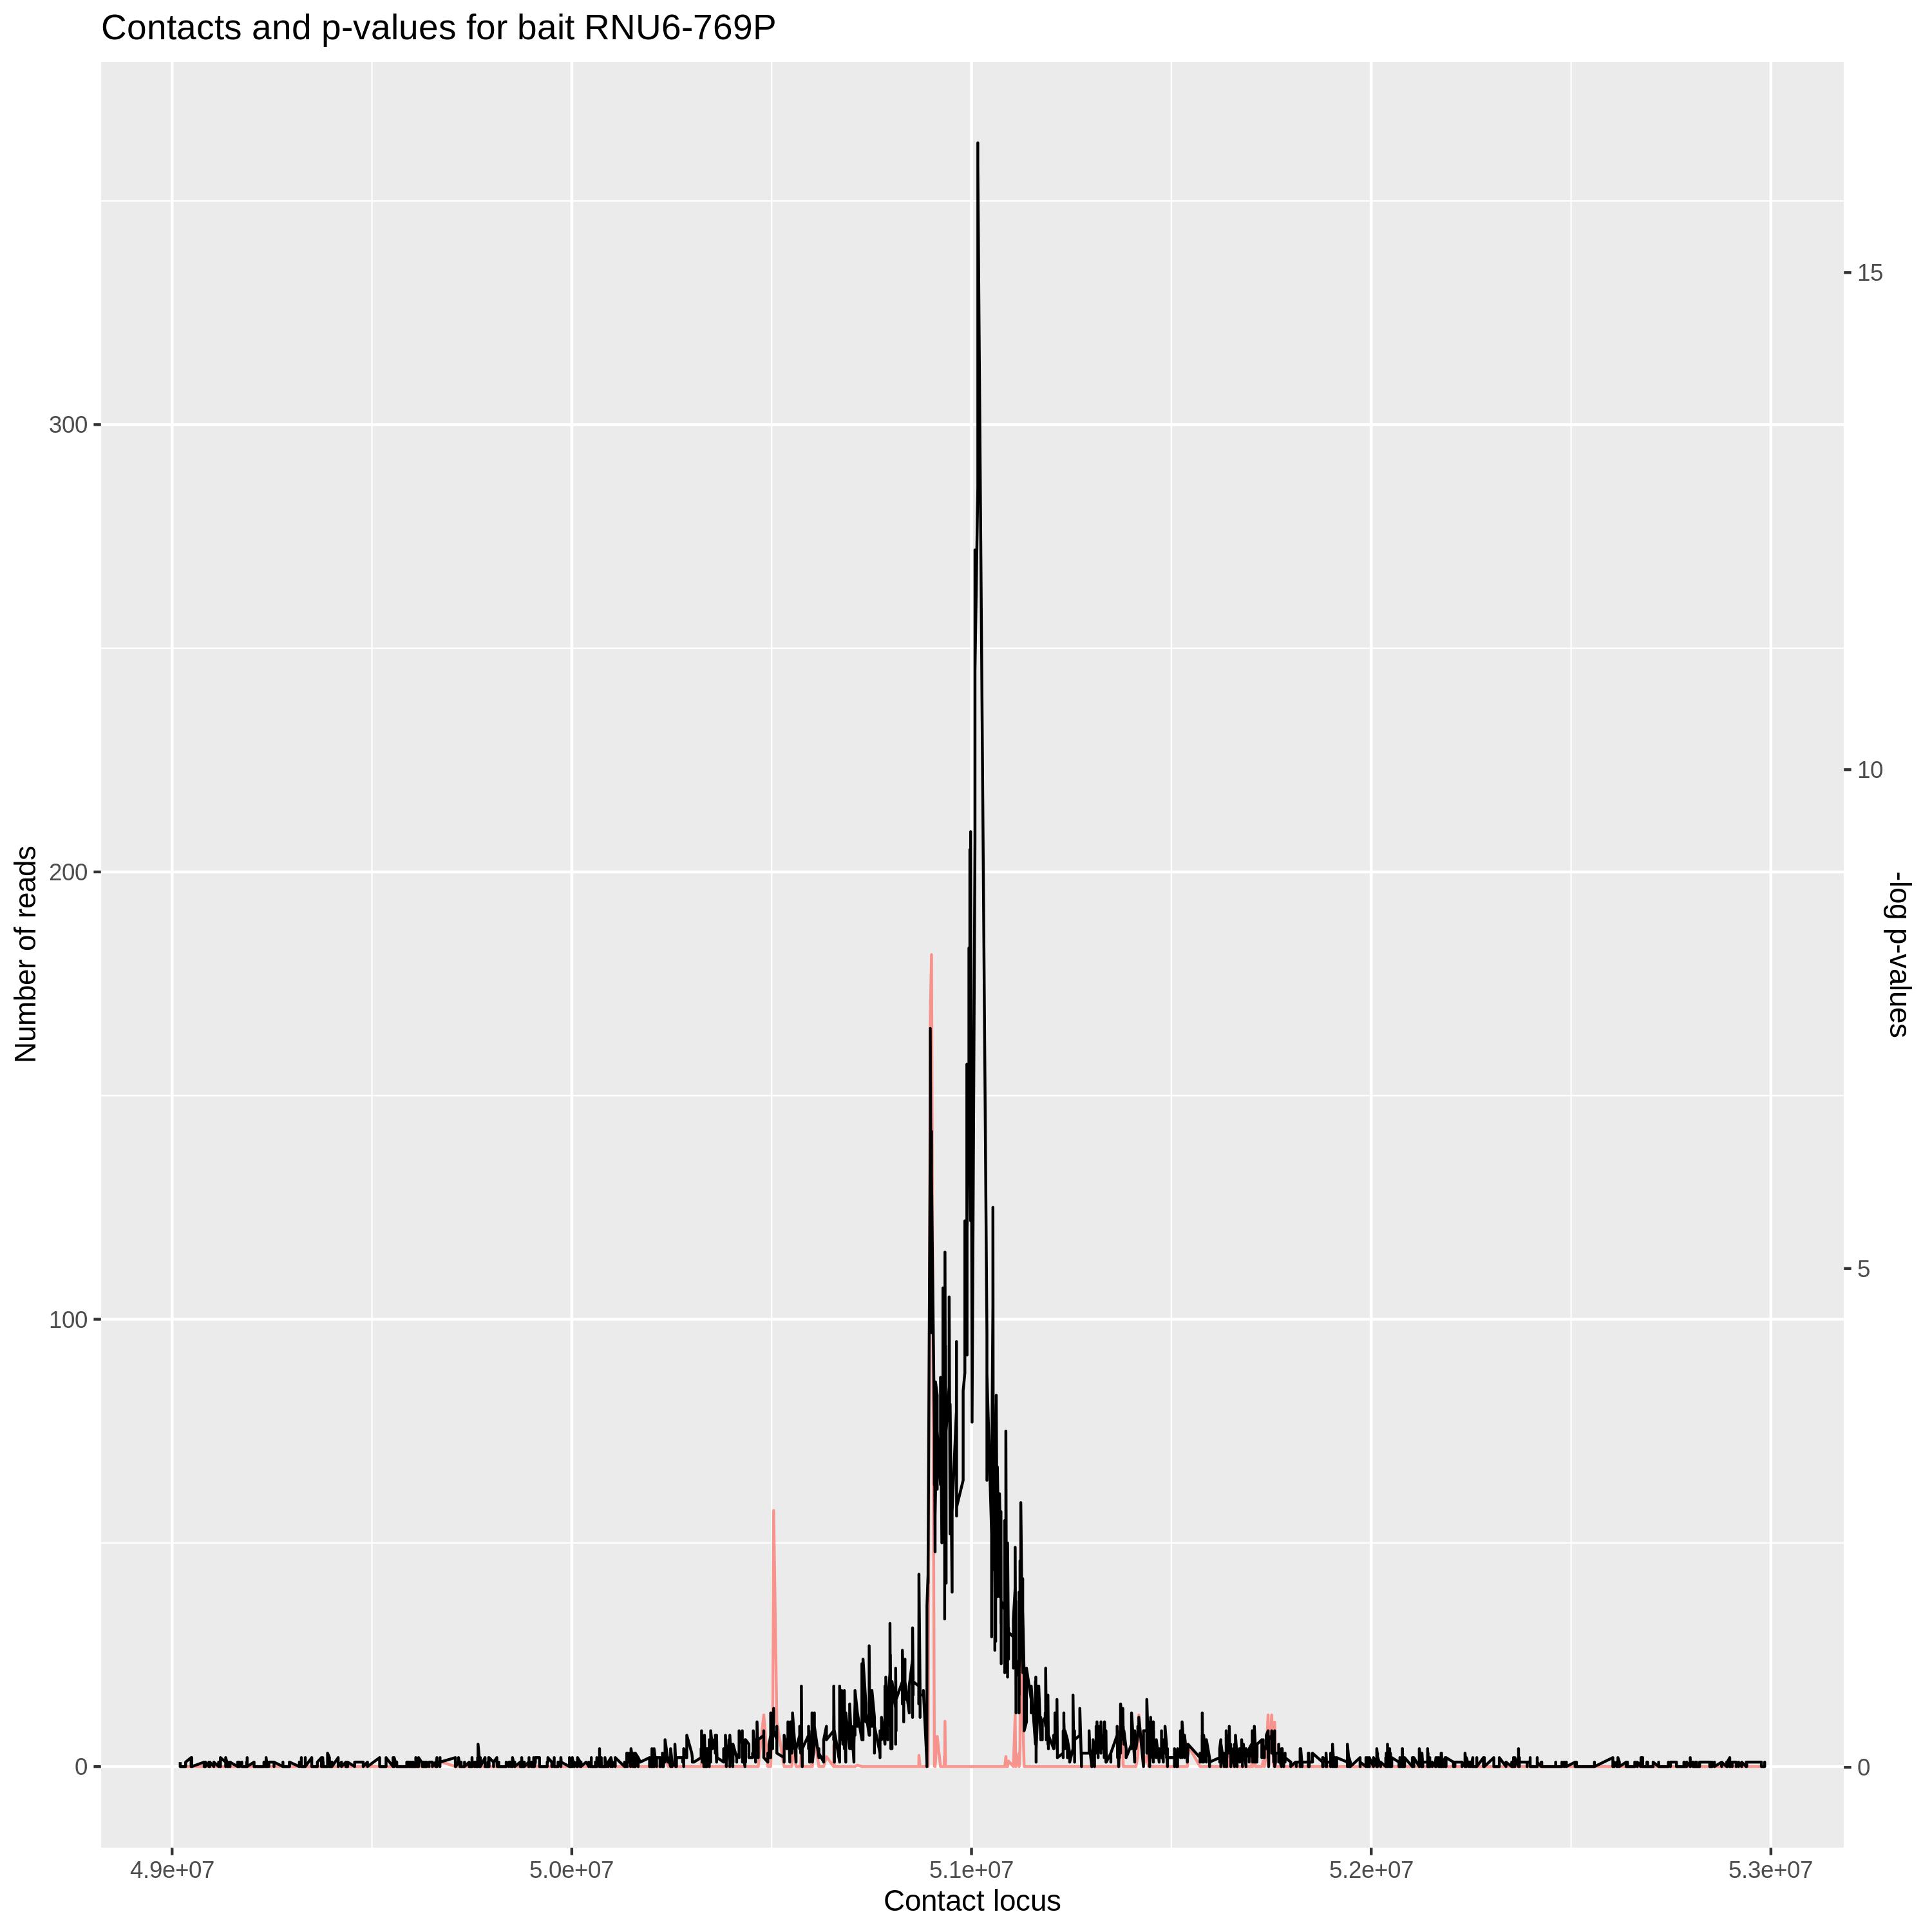 Contacts and p-values for bait RNU6-769P
Number of reads
300
200
100
0
15
10
5
0
-log p-values
4.9e+07
5.0e+07
5.1e+07
5.2e+07
5.3e+07
Contact locus